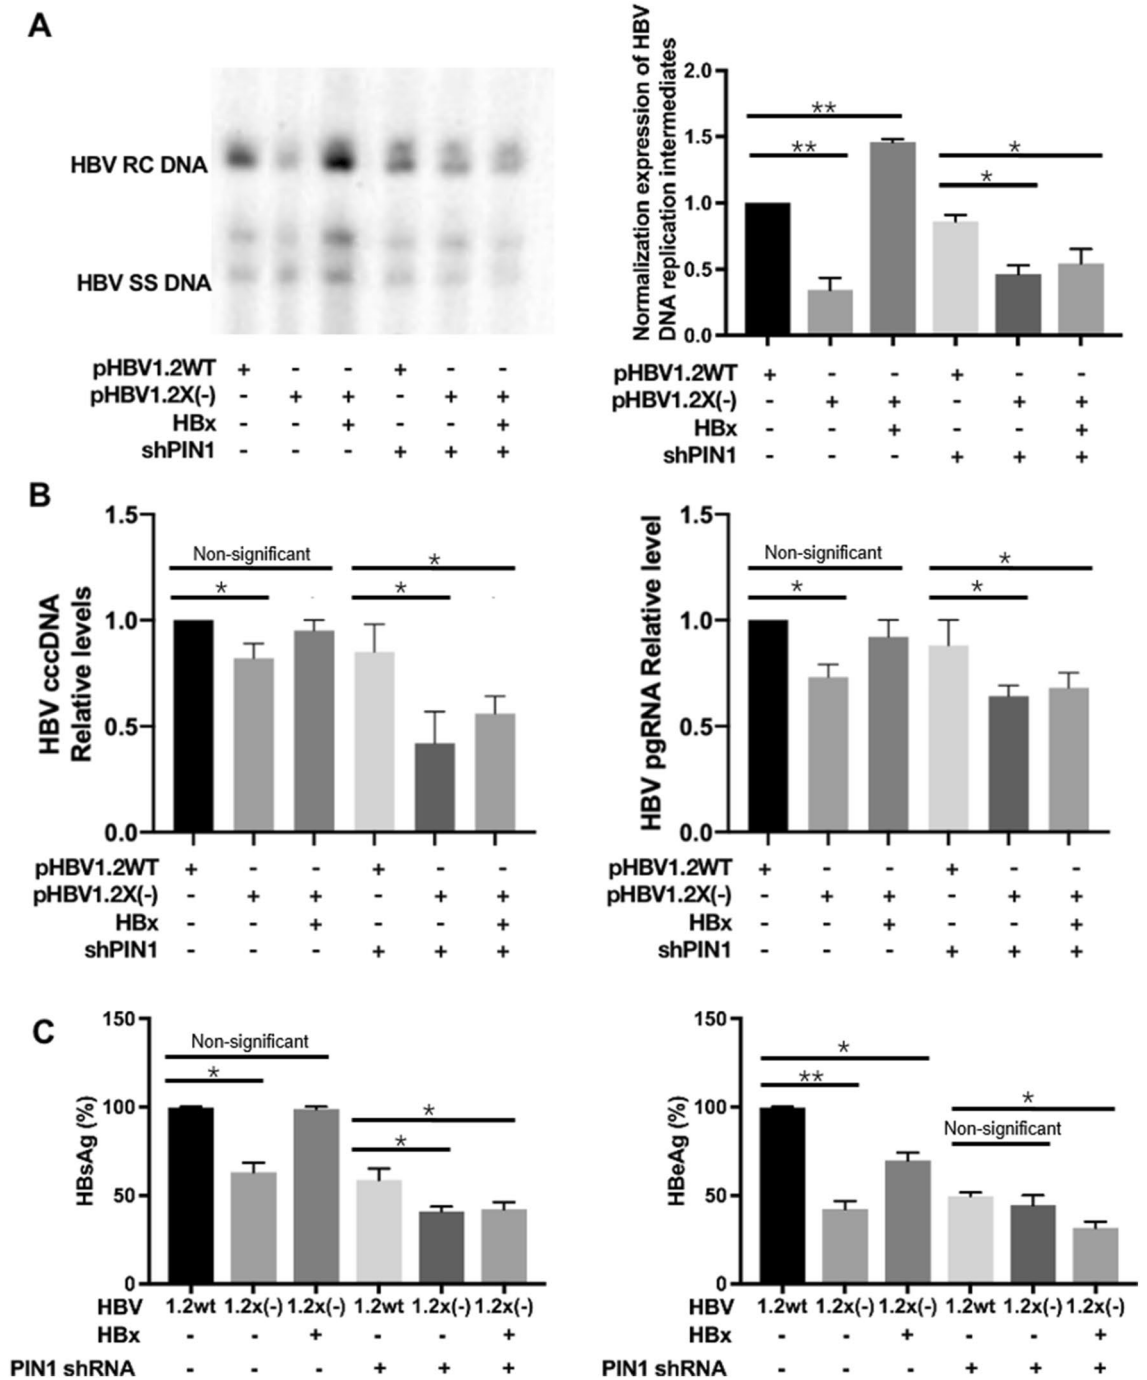 A
HBV RC DNA
HBV SS DNA
pHBV1.2WT + - - + - -
pHBV1.2X(-) - + + - + +
HBx - - + - - +
shPIN1 - - - + + +
Normalization expression of HBV
DNA replication intermediates
2.0
1.5
1.0
0.5
0.0
**
**
*
*
pHBV1.2WT + - - + - -
pHBV1.2X(-) - + + - + +
HBx - - + - - +
shPIN1 - - - + + +
B
HBV cccDNA
Relative levels
1.5
1.0
0.5
0.0
Non-significant
*
*
*
pHBV1.2WT + - - + - -
pHBV1.2X(-) - + + - + +
HBx - - + - - +
shPIN1 - - - + + +
HBV pgRNA Relative level
1.5
1.0
0.5
0.0
Non-significant
*
*
*
pHBV1.2WT + - - + - -
pHBV1.2X(-) - + + - + +
HBx - - + - - +
shPIN1 - - - + + +
C
HBsAg (%)
150
100
50
0
Non-significant
*
*
*
HBV 1.2wt 1.2x(-) 1.2x(-) 1.2wt 1.2x(-) 1.2x(-)
HBx - - + - - +
PIN1 shRNA - - - + + +
HBeAg (%)
150
100
50
0
*
**
*
Non-significant
HBV 1.2wt 1.2x(-) 1.2x(-) 1.2wt 1.2x(-) 1.2x(-)
HBx - - + - - +
PIN1 shRNA - - - + + +